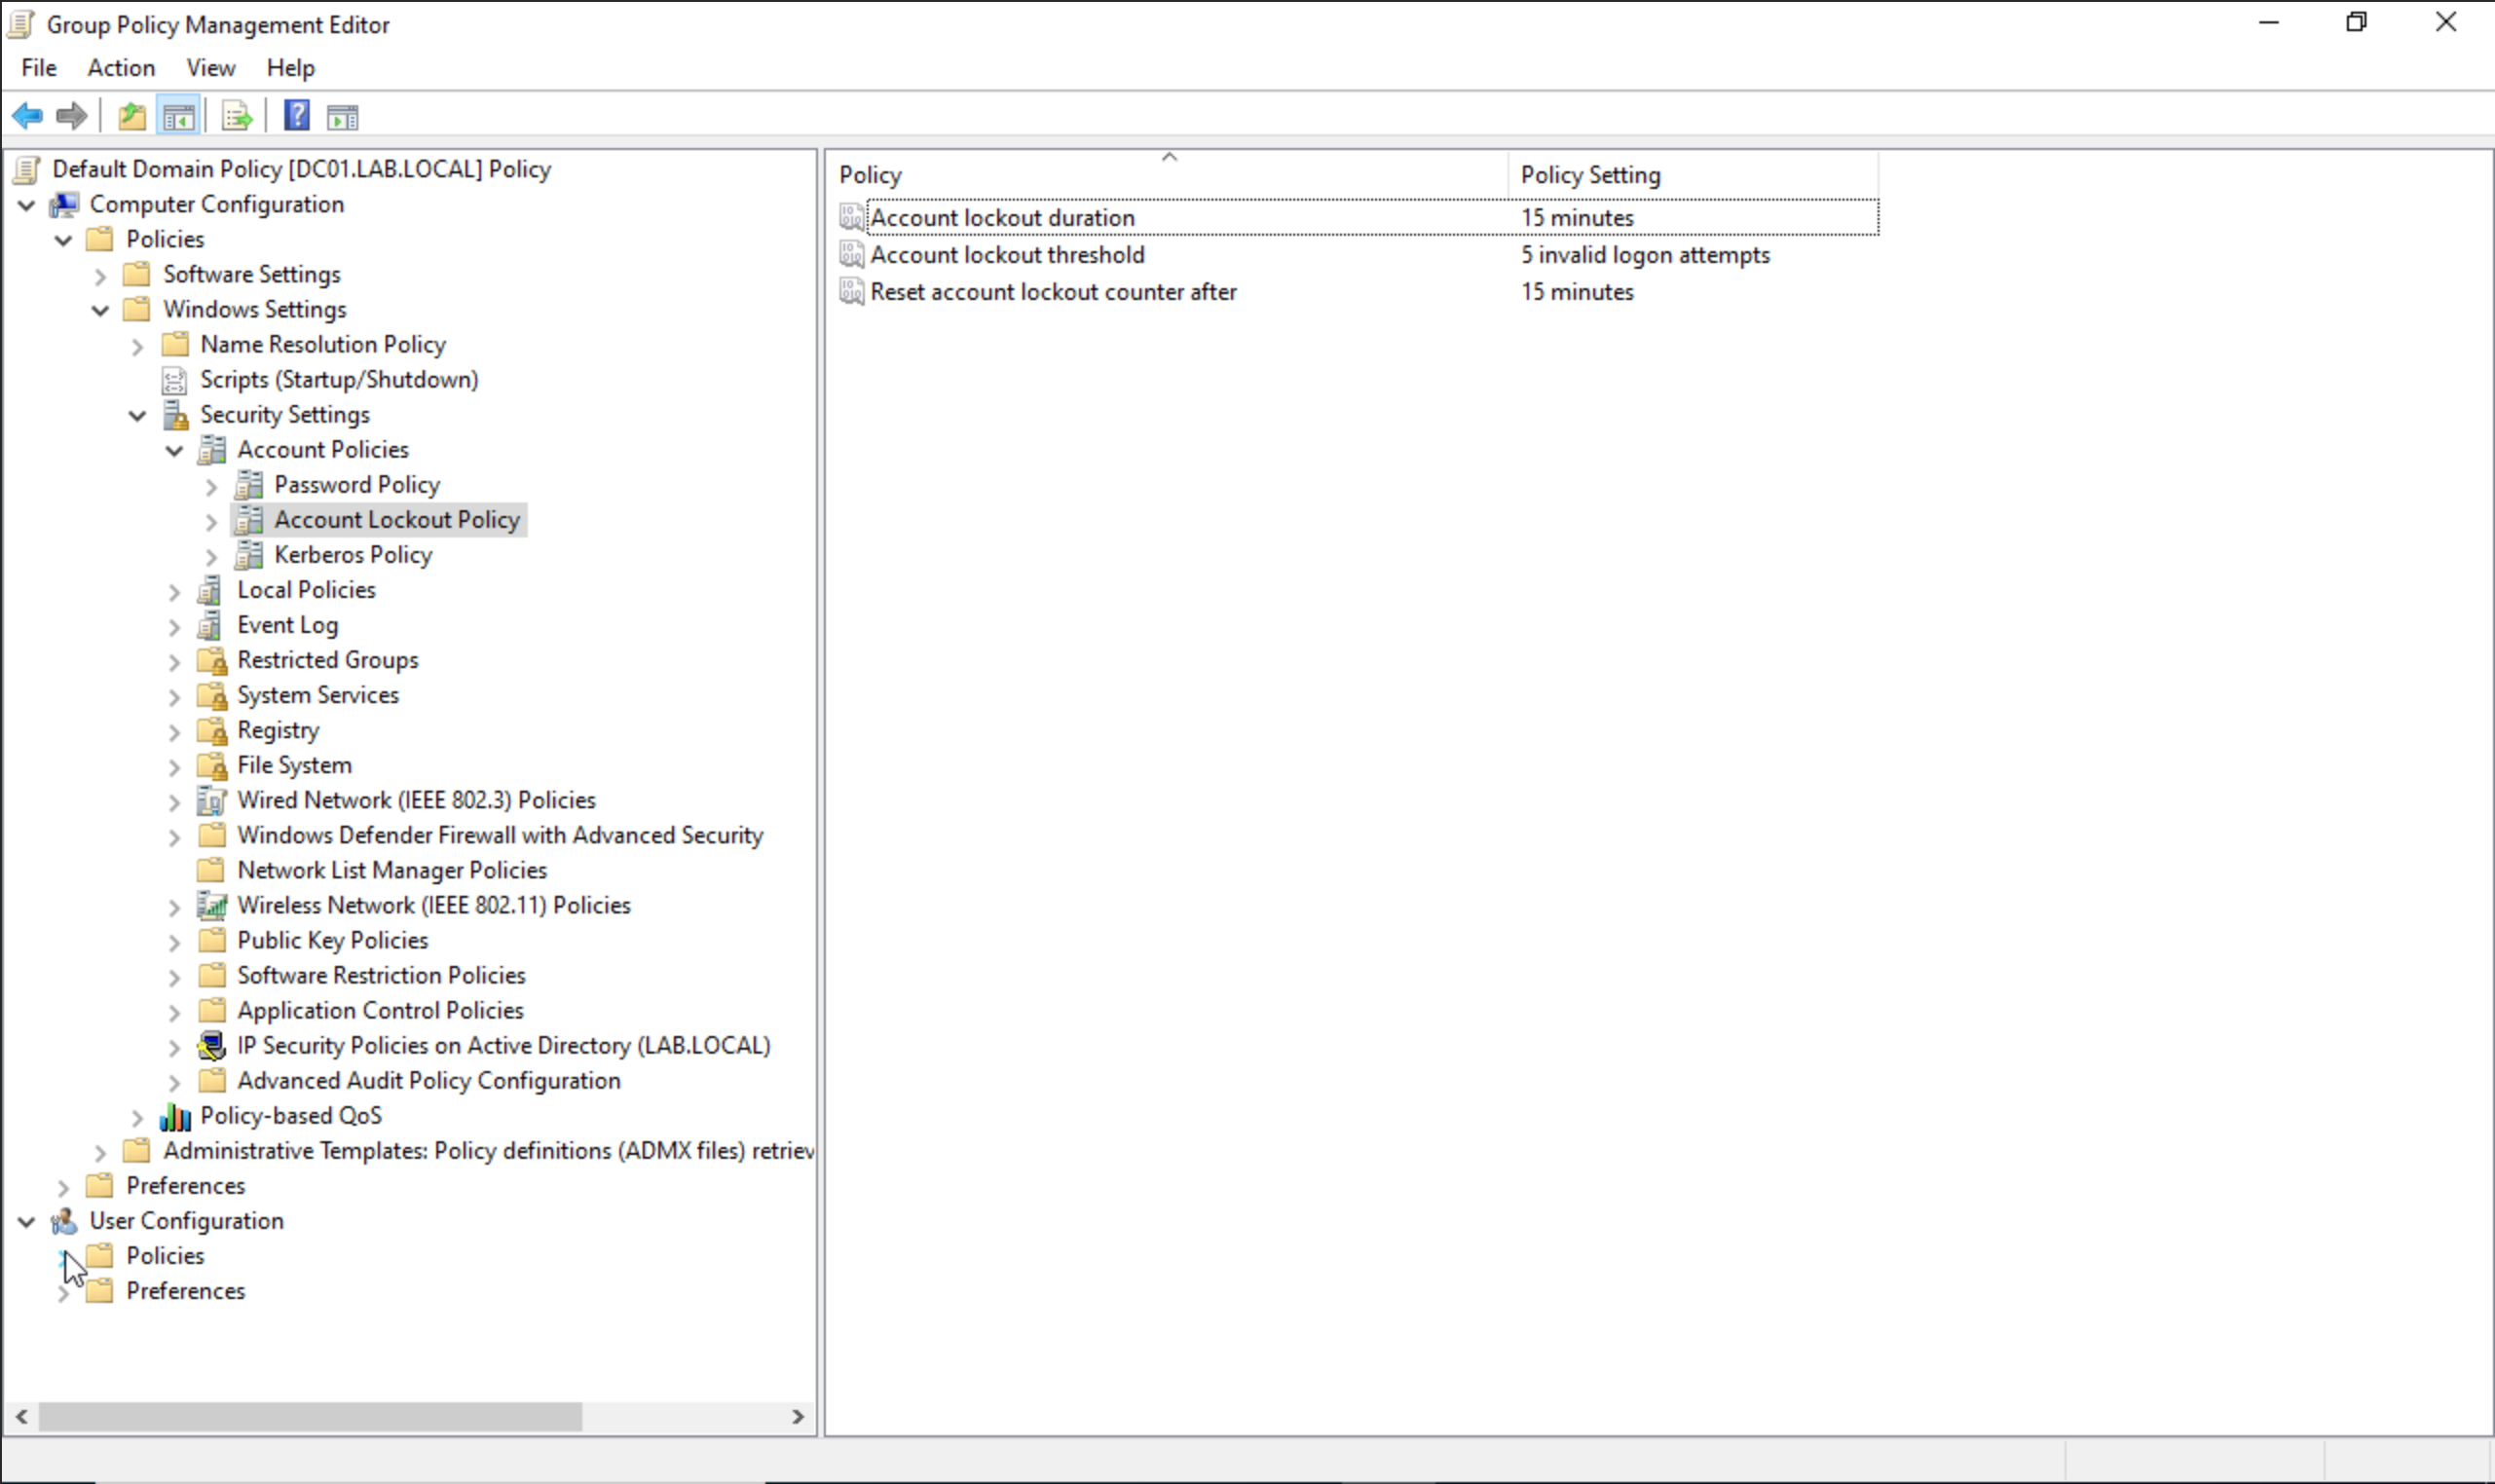 Group Policy Management Editor
File Action View Help
Default Domain Policy [DC01.LAB.LOCAL] Policy
Computer Configuration
Policies
Software Settings
Windows Settings
Name Resolution Policy
Scripts (Startup/Shutdown)
Security Settings
Account Policies
Password Policy
Account Lockout Policy
Kerberos Policy
Local Policies
Event Log
Restricted Groups
System Services
Registry
File System
Wired Network (IEEE 802.3) Policies
Windows Defender Firewall with Advanced Security
Network List Manager Policies
Wireless Network (IEEE 802.11) Policies
Public Key Policies
Software Restriction Policies
Application Control Policies
IP Security Policies on Active Directory (LAB.LOCAL)
Advanced Audit Policy Configuration
Policy-based QoS
Administrative Templates: Policy definitions (ADMX files) retriev
Preferences
User Configuration
Policies
Preferences
Policy Policy Setting
Account lockout duration 15 minutes
Account lockout threshold 5 invalid logon attempts
Reset account lockout counter after 15 minutes